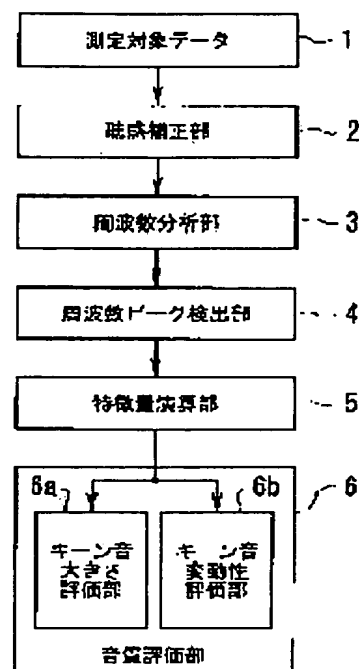 測定対象データ 1
聴感補正部 2
周波数分析部 3
周波数ピーク検出部 4
特徴量演算部 5
6a 6b 6
キーン音 キーン音
大きさ 変動性
評価部 評価部
音質評価部